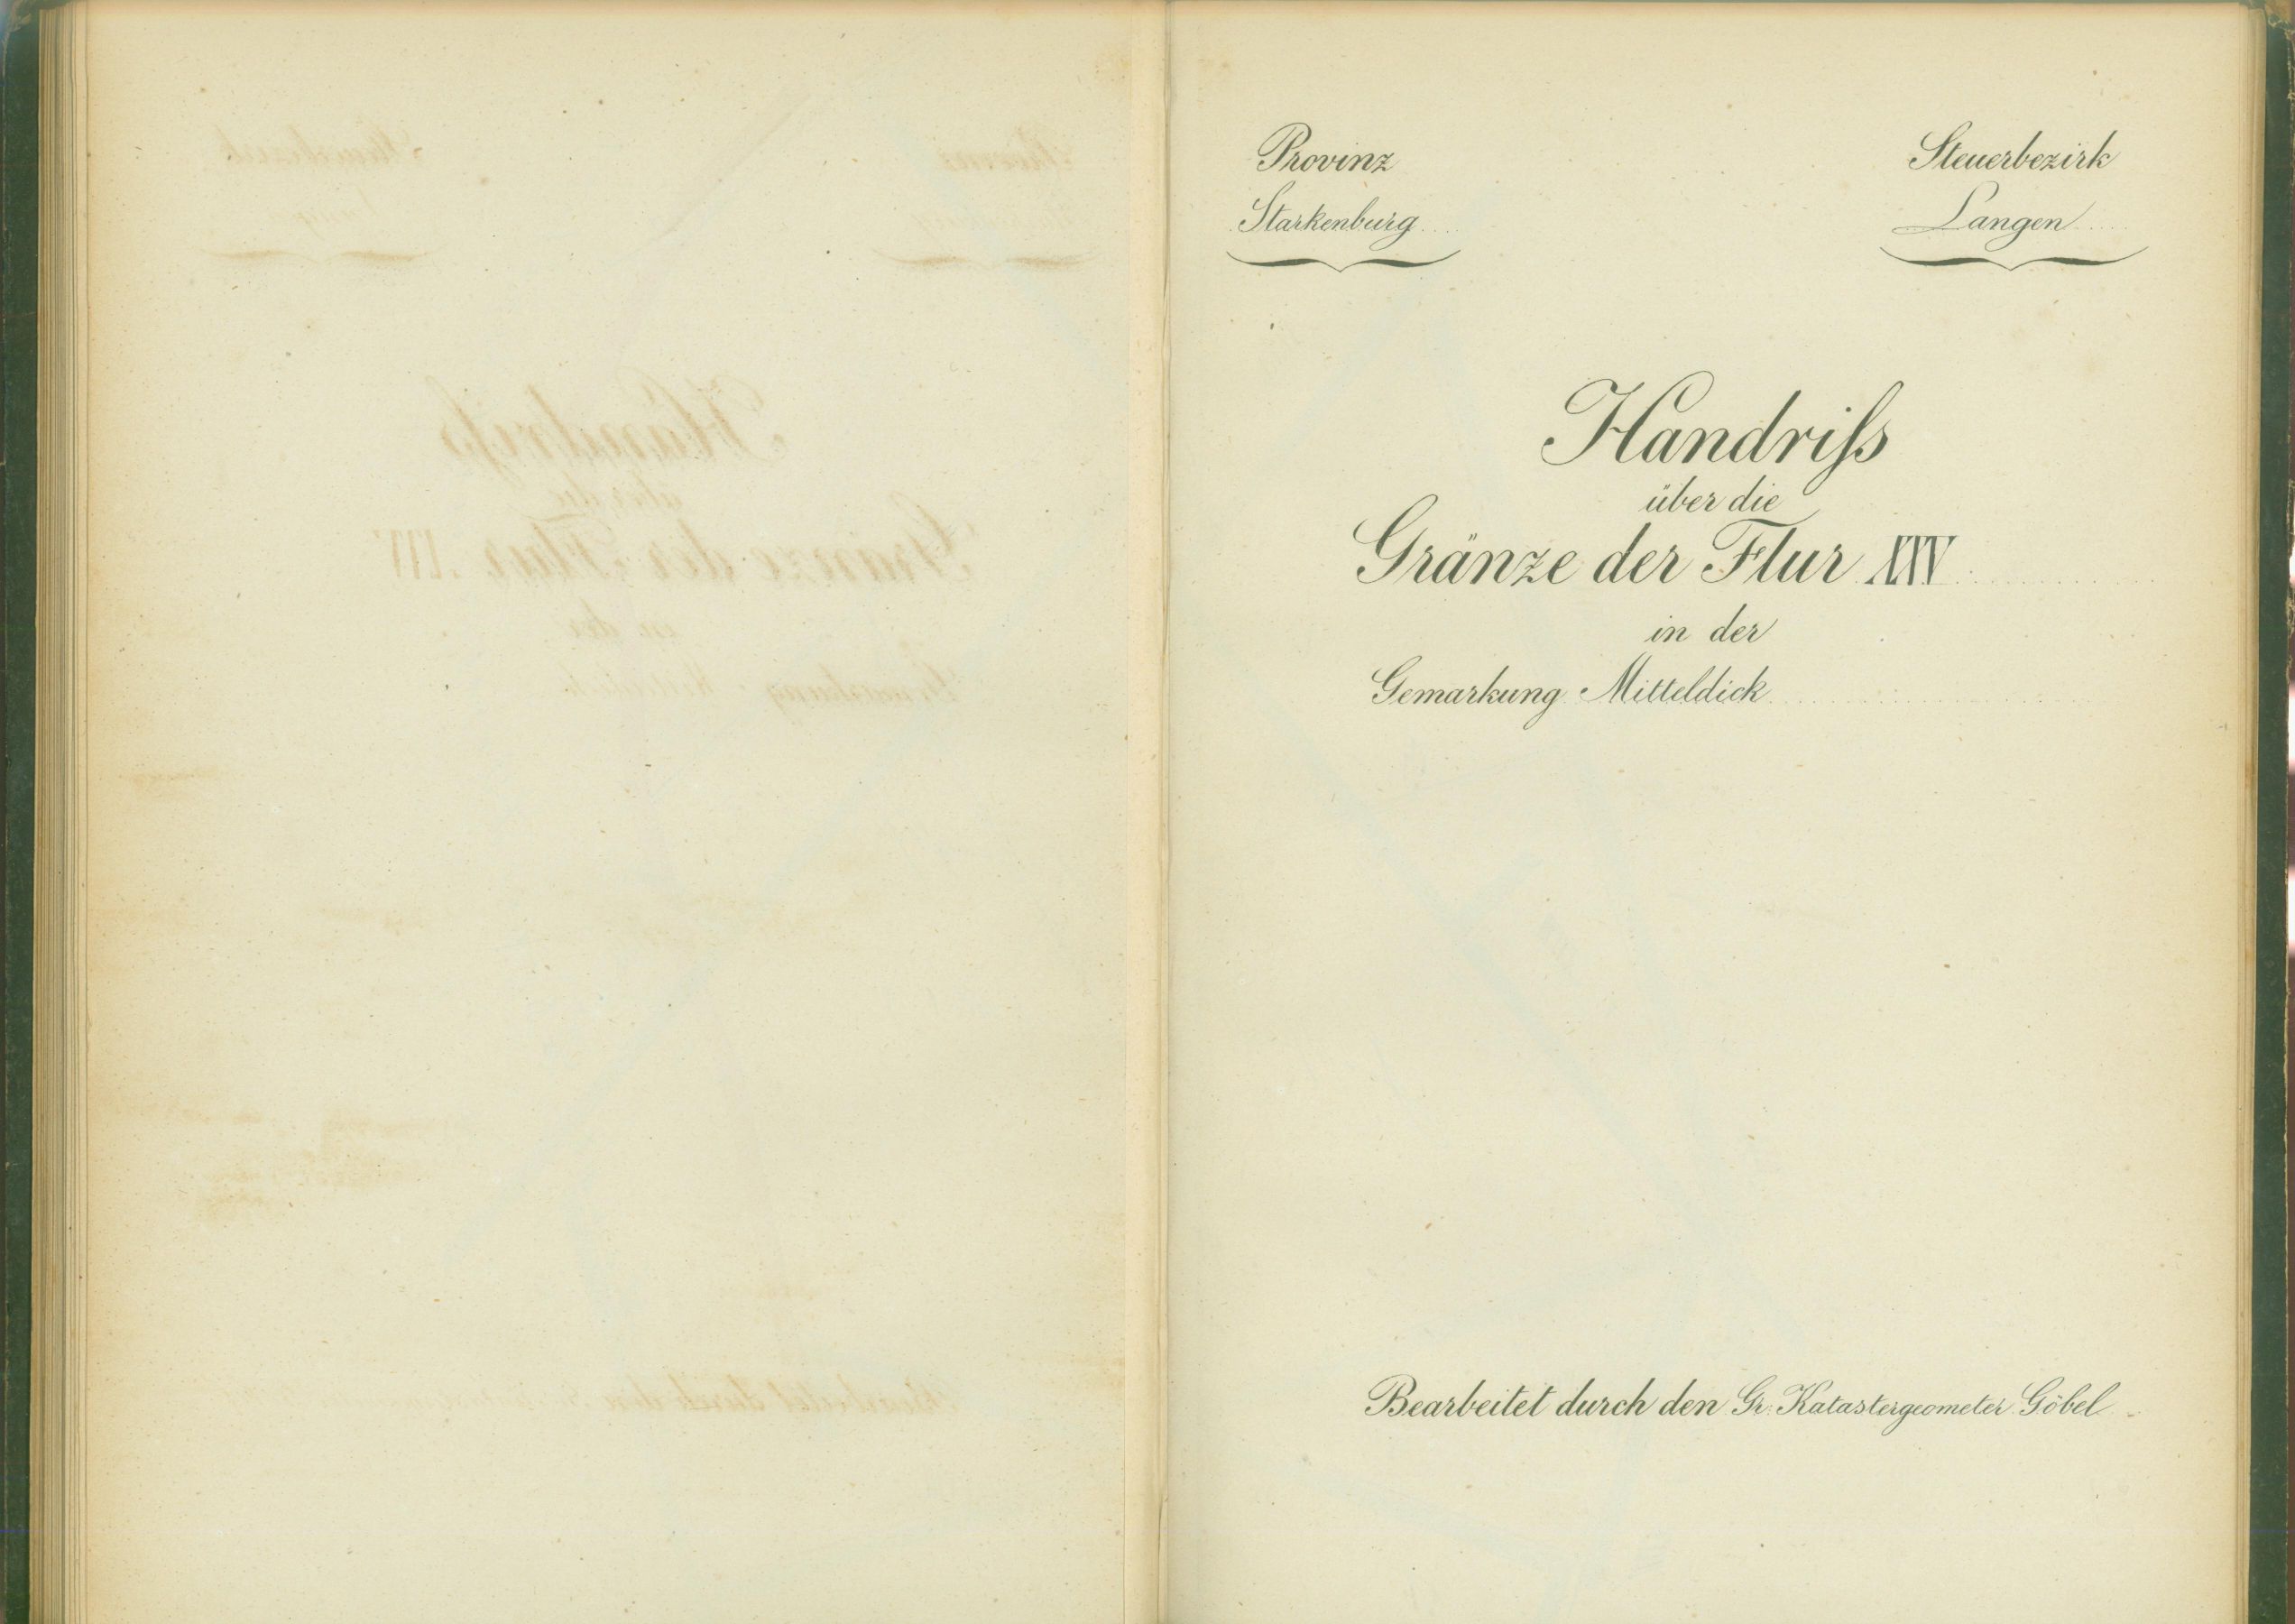 Provinz
Starkenburg
Steuerbezirk
Langen
Handriſs
über die
Gränze der Flur XXV
in der
Gemarkung Mitteldick
Bearbeitet durch den Gr. Katastergeometer Göbel